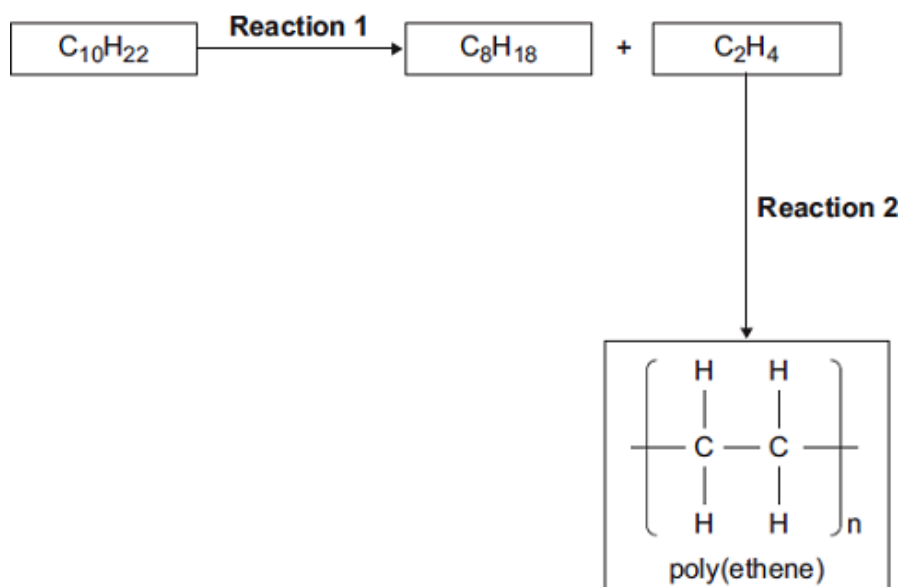 Reaction 1
C₁₀H₂₂ C₈H₁₈ + C₂H₄
Reaction 2
H H
C C
H H n
poly(ethene)